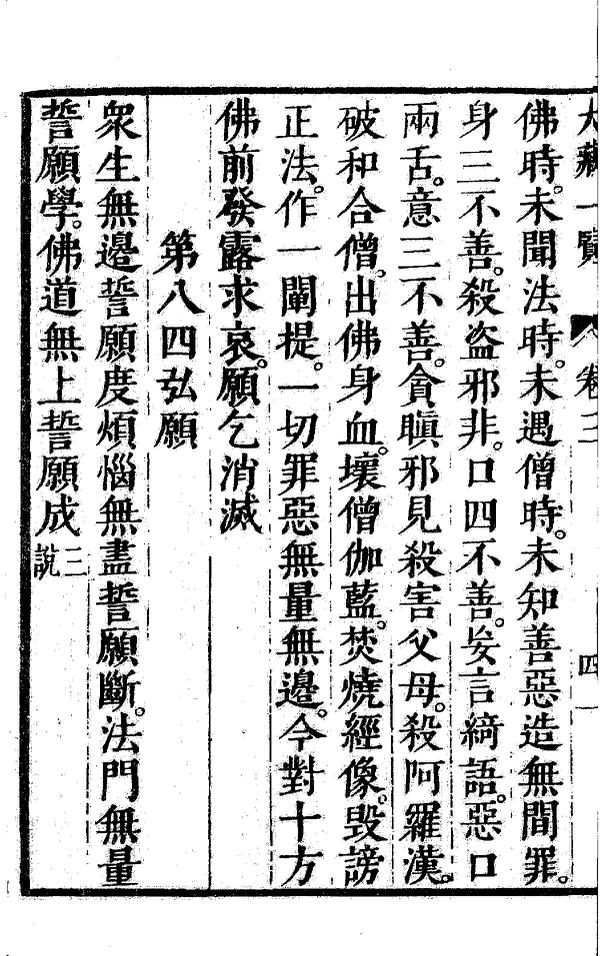 大藏一覽 卷三 四
佛時。未聞法時。未遇僧時。未知善惡造無間罪。
身三不善。殺盜邪非。口四不善。妄言綺語。惡口
兩舌。意三不善。貪瞋邪見殺害父母。殺阿羅漢。
破和合僧。出佛身血。壞僧伽藍。焚燒經像。毀謗
正法。作一闡提。一切罪惡無量無邊。今對十方
佛前發露求哀。願乞消滅
第八四弘願
眾生無邊誓願度煩惱無盡誓願斷。法門無量
誓願學。佛道無上誓願成三說